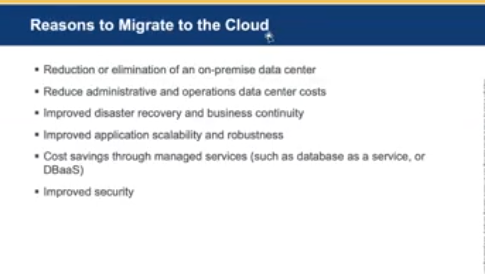 Reasons to Migrate to the Cloud
▪ Reduction or elimination of an on-premise data center
▪ Reduce administrative and operations data center costs
▪ Improved disaster recovery and business continuity
▪ Improved application scalability and robustness
▪ Cost savings through managed services (such as database as a service, or
DBaaS)
▪ Improved security